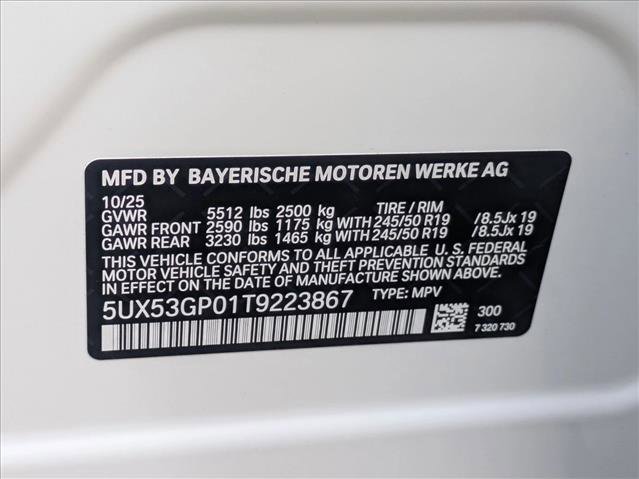 MFD BY BAYERISCHE MOTOREN WERKE AG
10/25
GVWR 5512 lbs 2500 kg TIRE / RIM
GAWR FRONT 2590 lbs 1175 kg WITH 245/50 R19 /8.5Jx 19
GAWR REAR 3230 lbs 1465 kg WITH 245/50 R19 /8.5Jx 19
THIS VEHICLE CONFORMS TO ALL APPLICABLE U. S. FEDERAL
MOTOR VEHICLE SAFETY AND THEFT PREVENTION STANDARDS
IN EFFECT ON THE DATE OF MANUFACTURE SHOWN ABOVE.
5UX53GP01T9223867 TYPE: MPV
300
7 320 730